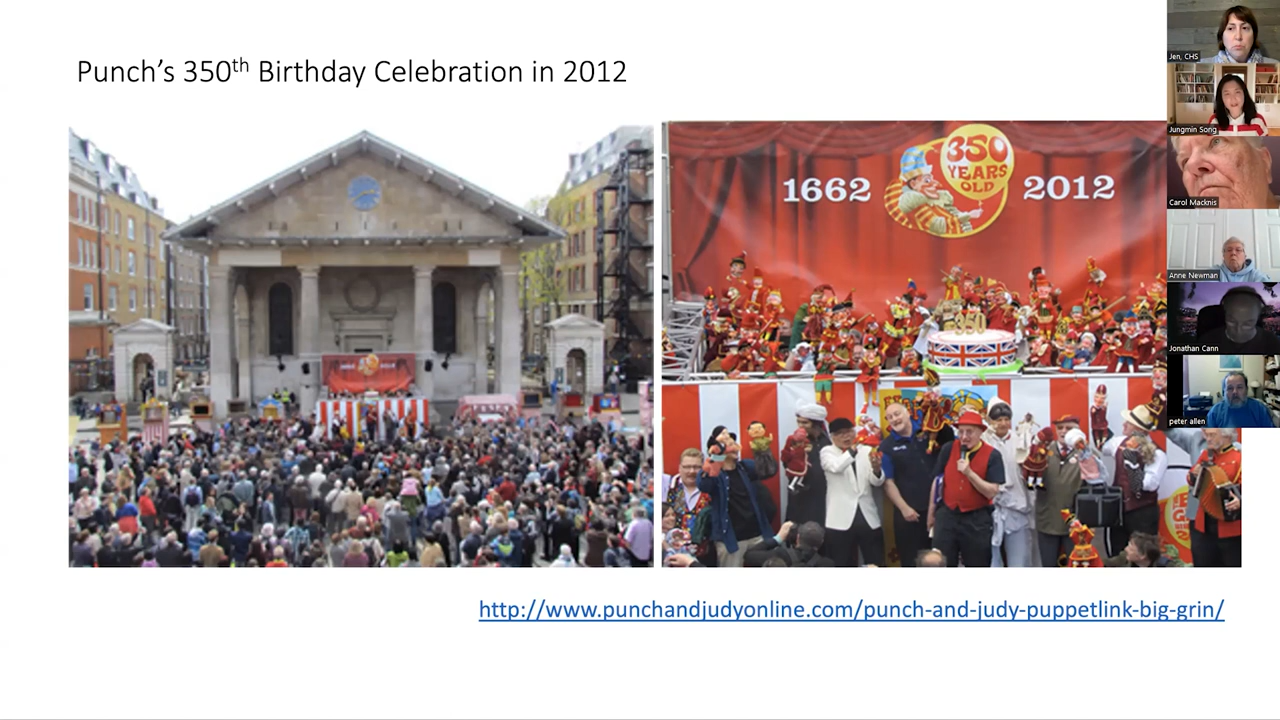 Punch's 350th Birthday Celebration in 2012
1662
350
YEARS
OLD
2012
350
http://www.punchandjudyonline.com/punch-and-judy-puppetlink-big-grin/
Jen, CHS
Jungmin Song
Carol Macknis
Anne Newman
Jonathan Cann
peter allen